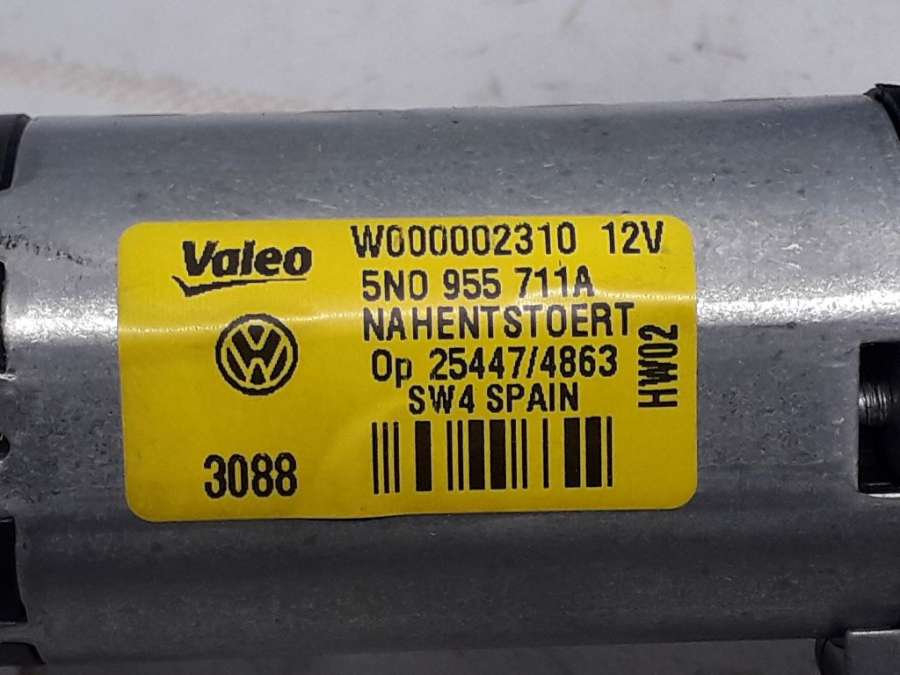 Valeo W000002310 12V
5N0 955 711A
NAHENTSTOERT
Op 25447/4863
SW4 SPAIN
HW02
3088